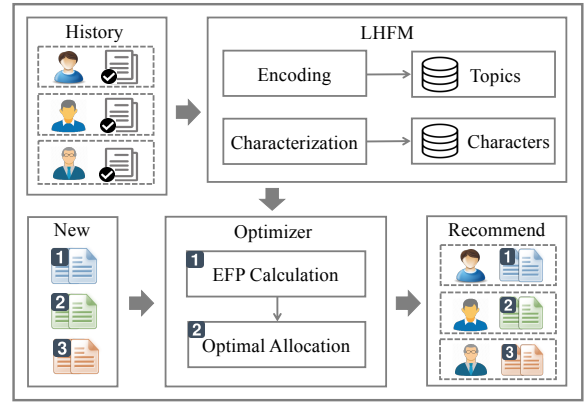 History
LHFM
Encoding
Topics
Characterization
Characters
New
1
2
3
Optimizer
1
EFP Calculation
2
Optimal Allocation
Recommend
1
2
3